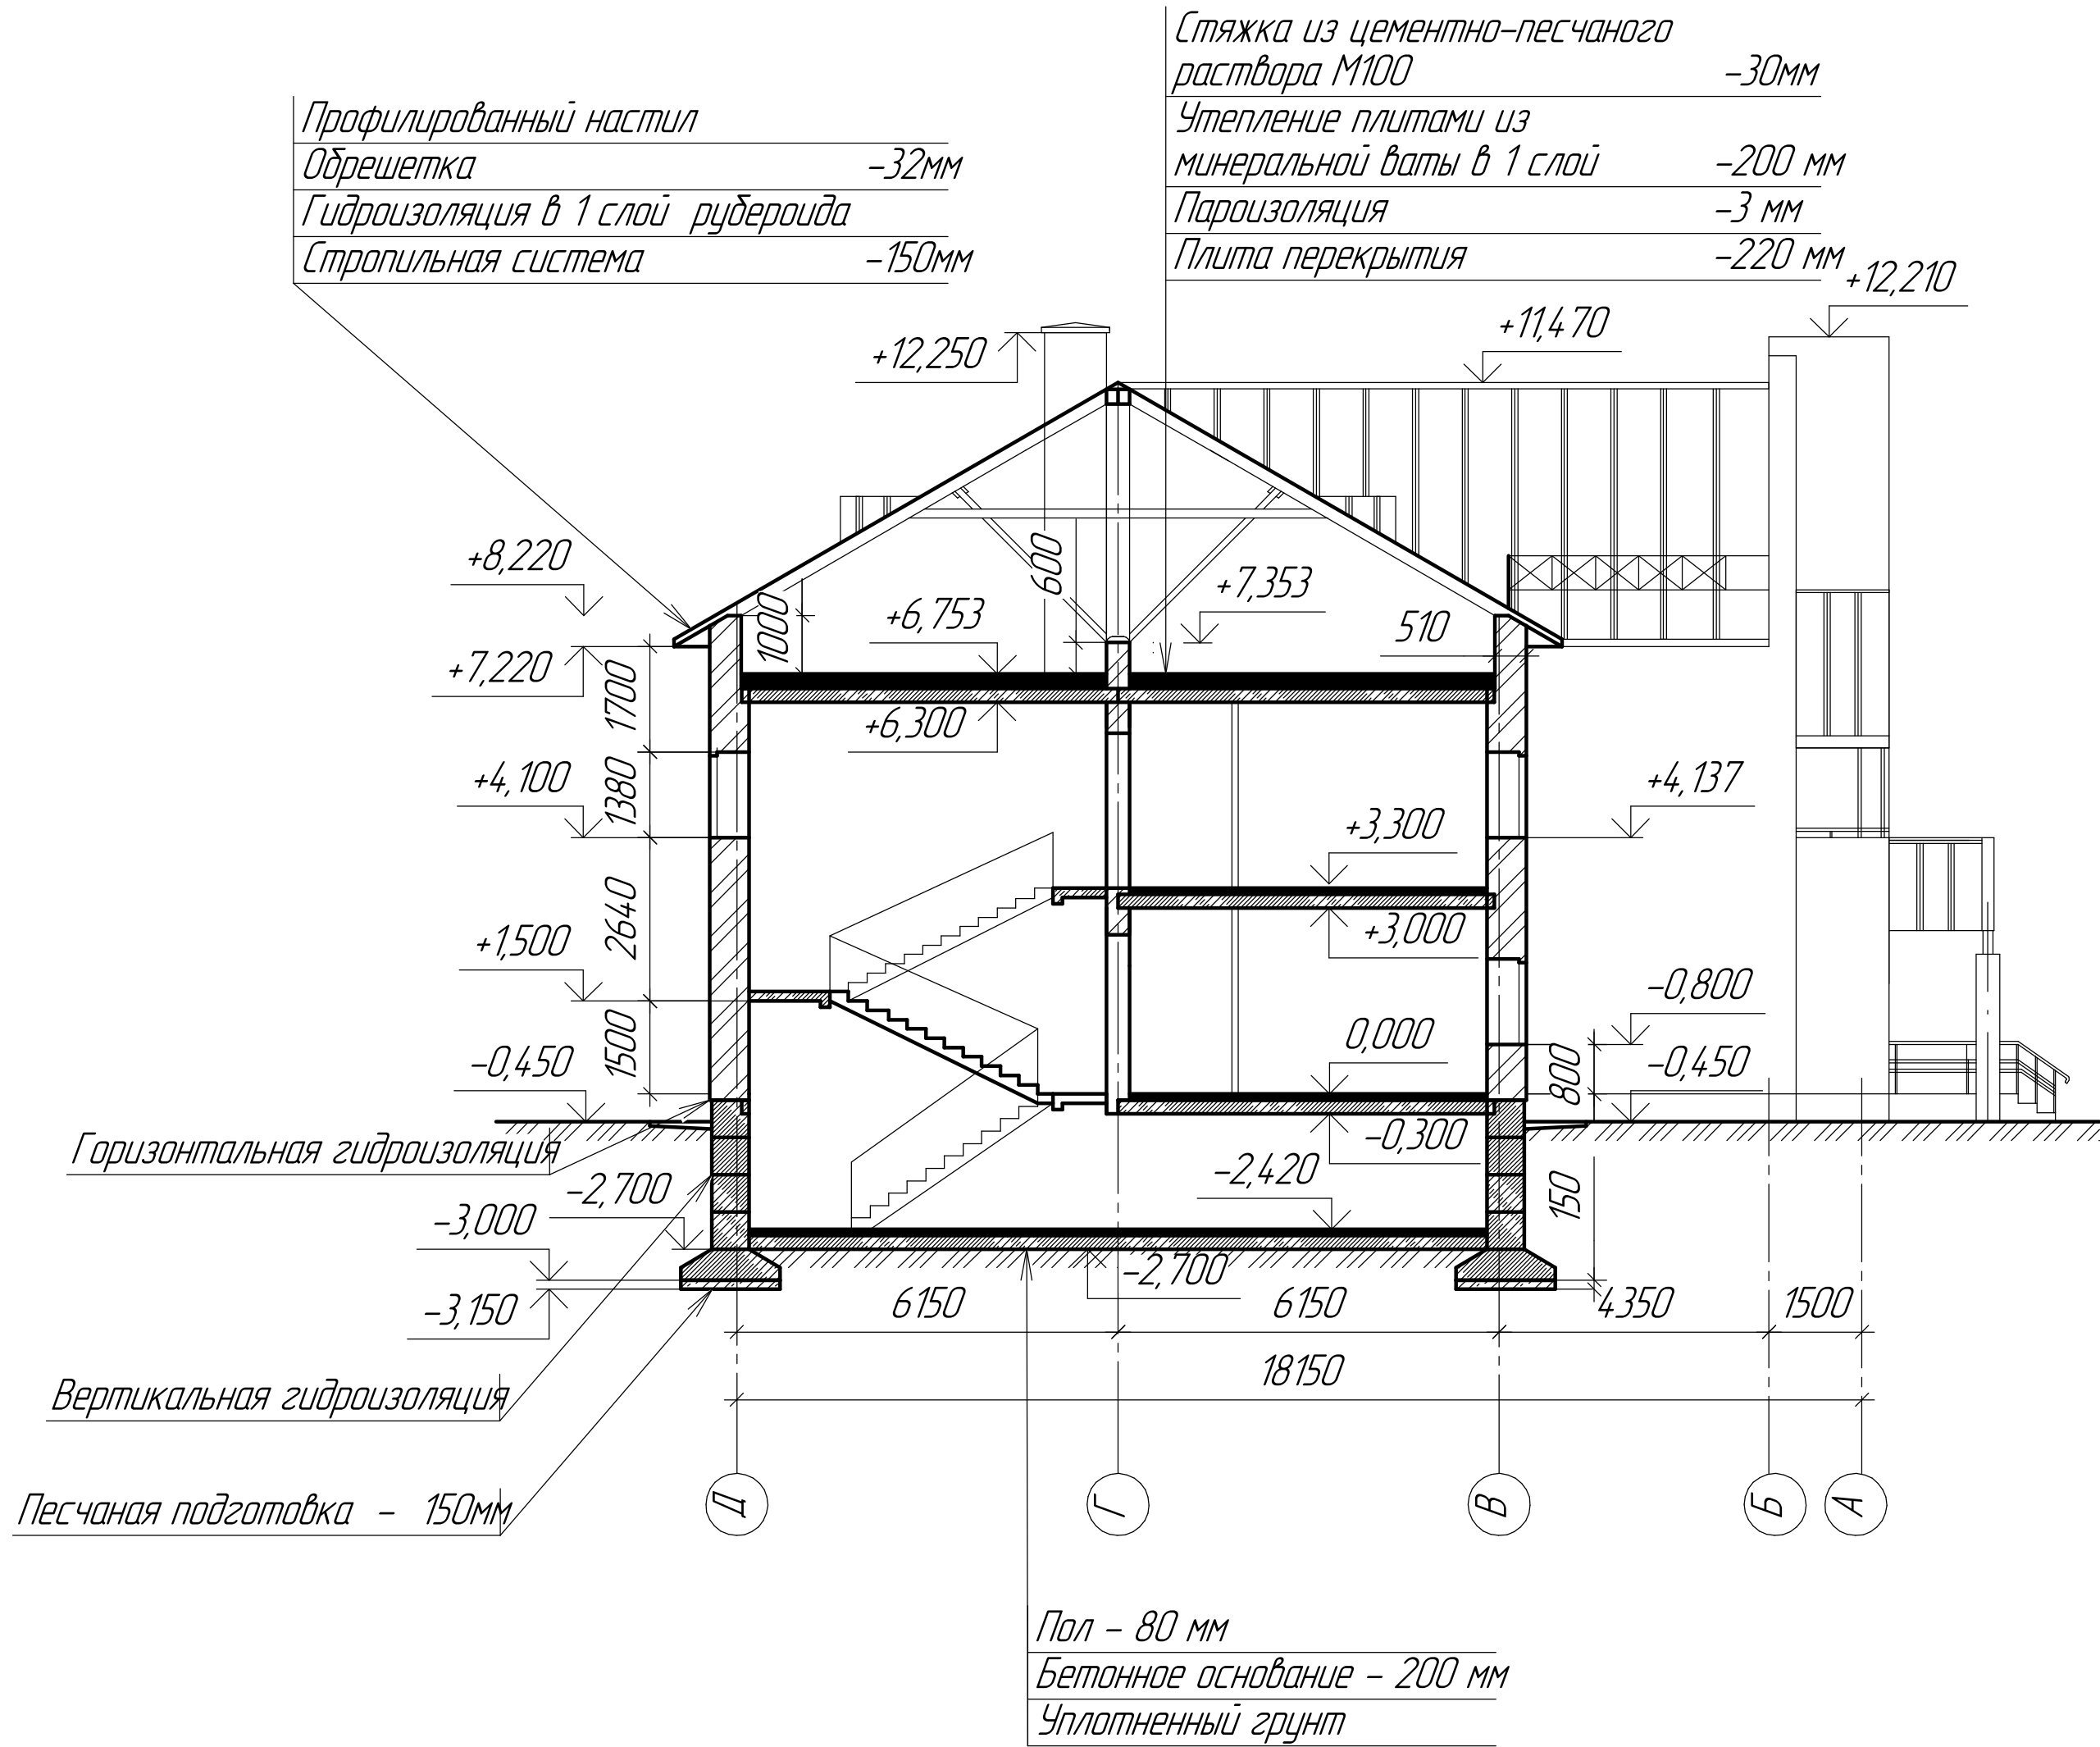 Стяжка из цементно-песчаного
раствора М100 -30мм
Утепление плитами из
минеральной ваты в 1 слой -200 мм
Пароизоляция -3 мм
Плита перекрытия -220 мм
Профилированный настил
Обрешетка -32мм
Гидроизоляция в 1 слой рубероида
Стропильная система -150мм
+12,210
+11,470
+12,250
+8,220
600
+7,353
1000
+6,753
510
+7,220
1700
+6,300
+4,100
1380
+4,137
+3,300
2640
+1,500
+3,000
-0,800
1500
0,000
-0,450
800
-0,450
Горизонтальная гидроизоляция
-0,300
-2,700
-2,420
150
-3,000
-2,700
-3,150
6150
6150
4350
1500
18150
Вертикальная гидроизоляция
Песчаная подготовка - 150мм
Д
Г
В
Б
А
Пол - 80 мм
Бетонное основание - 200 мм
Уплотненный грунт